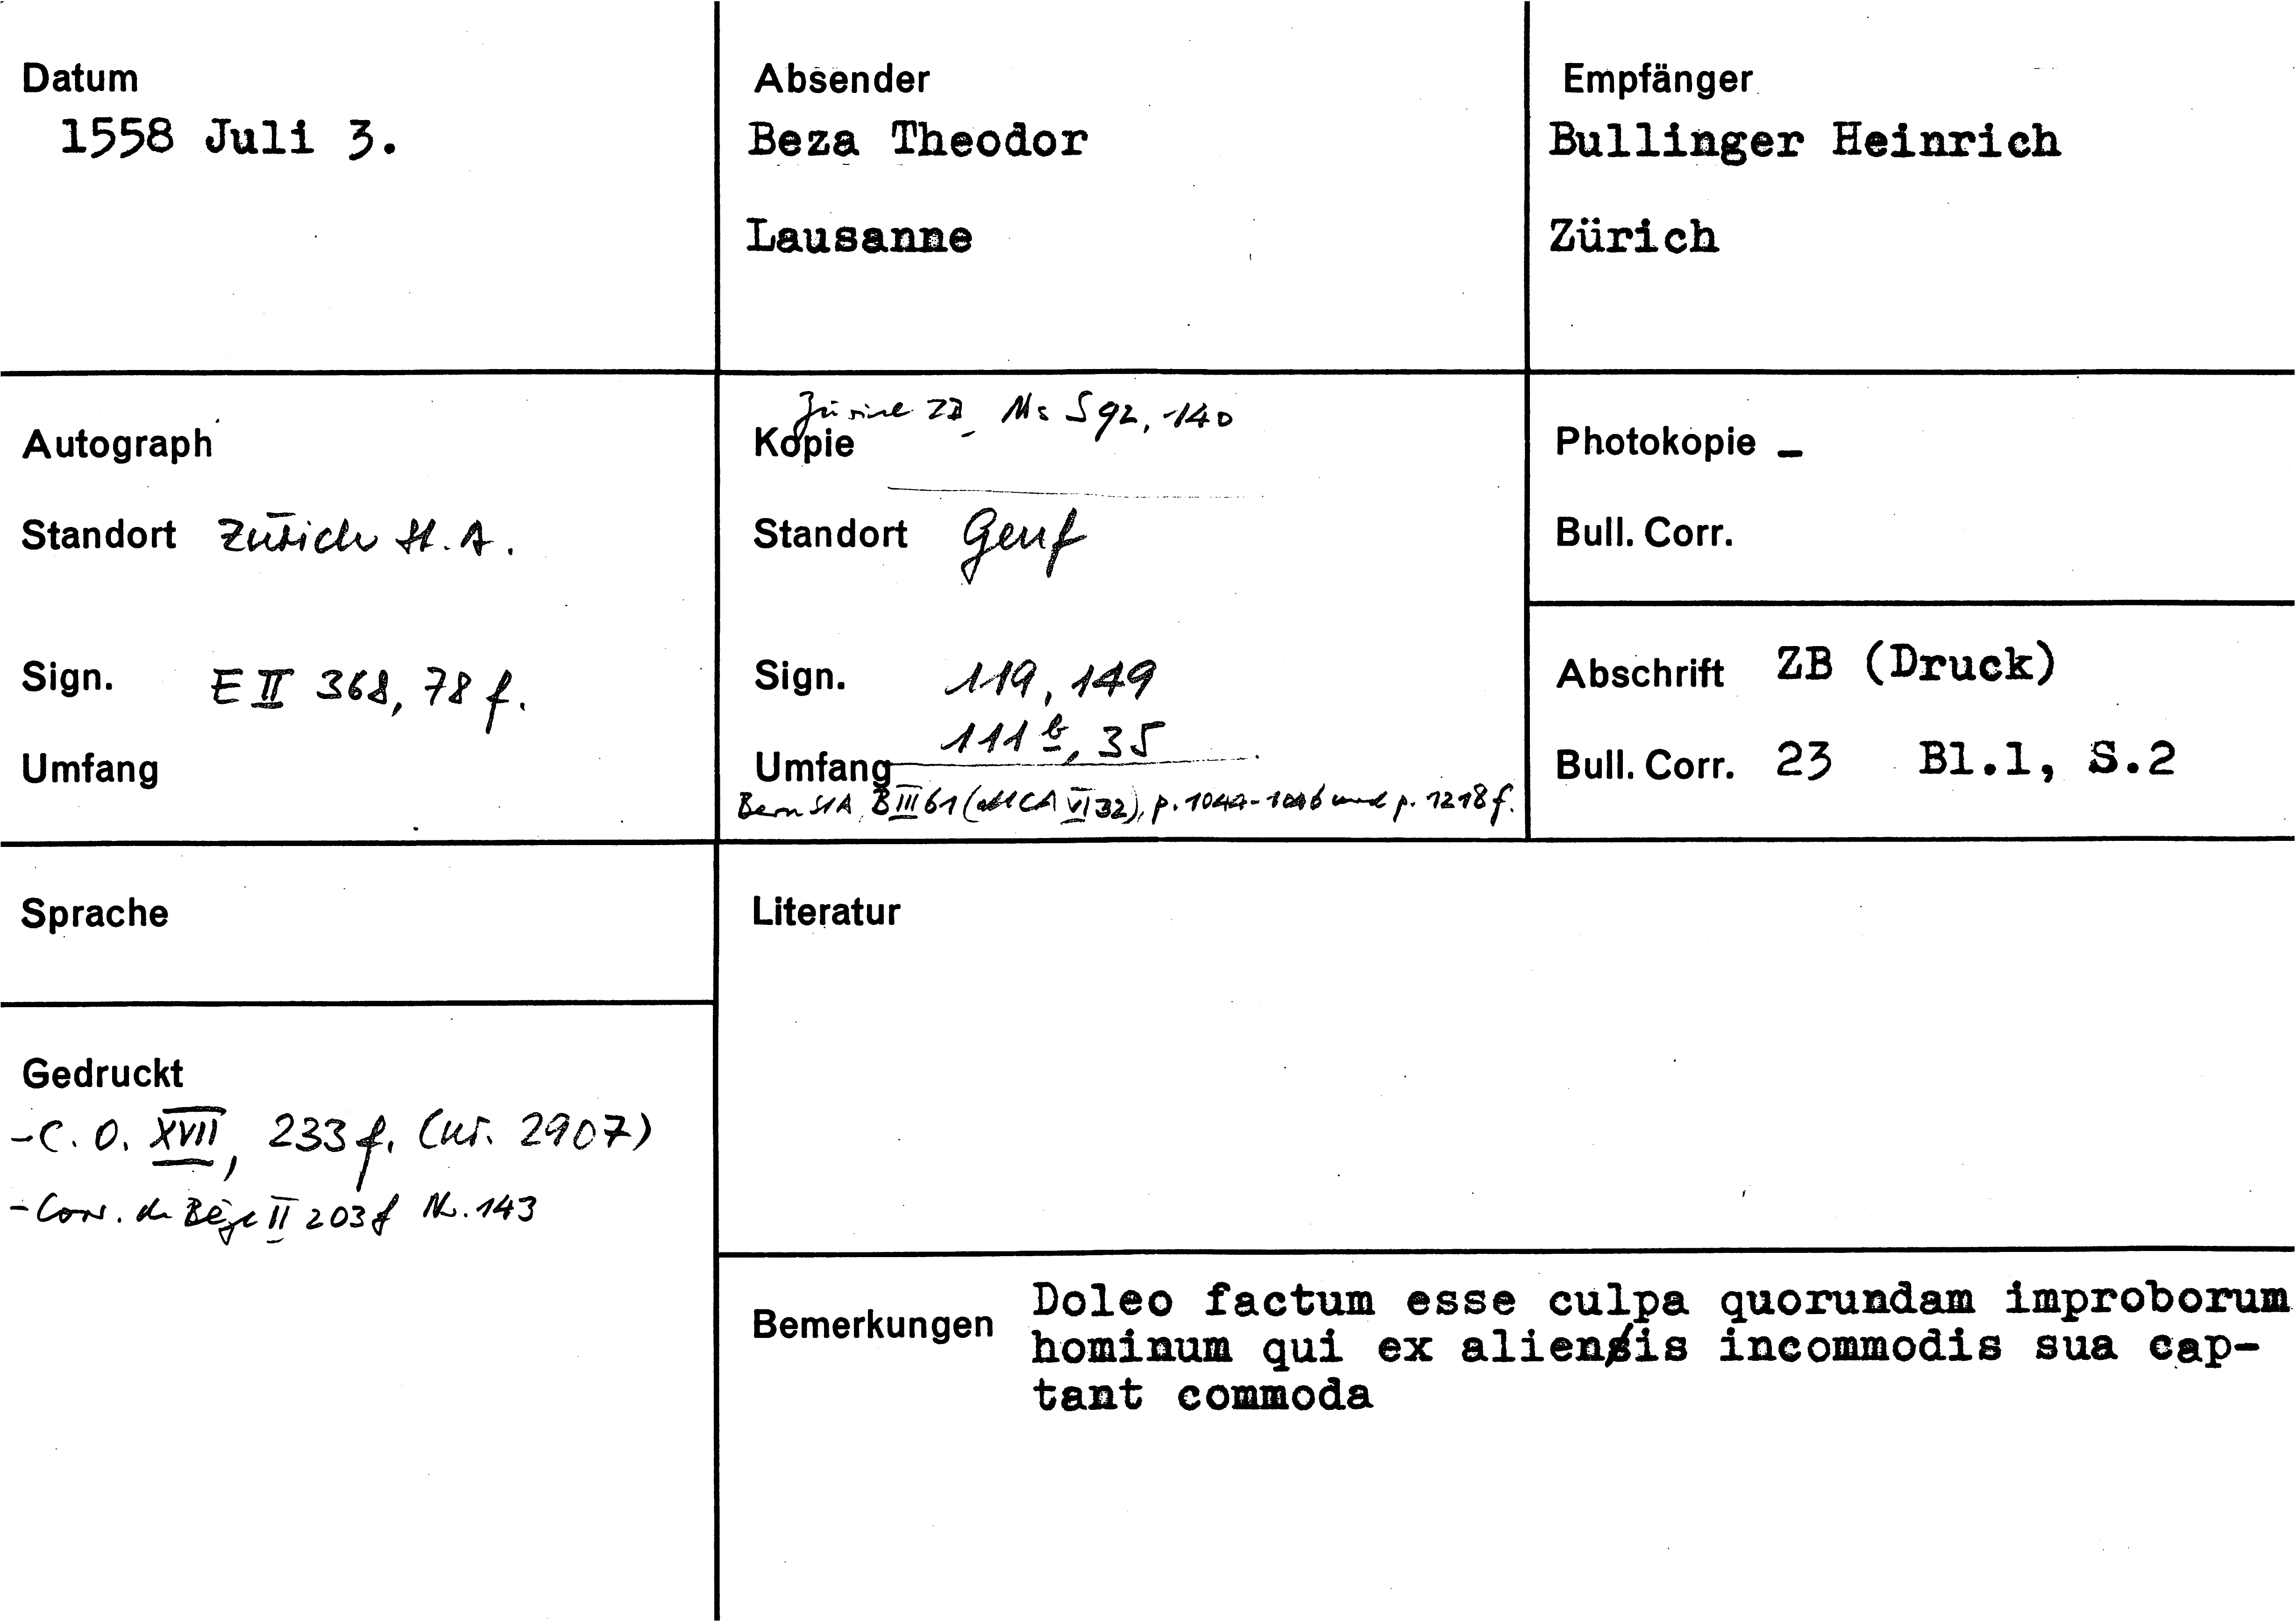 Datum
1558 Juli 3.
Absender
Beza Theodor
Lausanne
Empfänger
Bullinger Heinrich
Zürich
Autograph
Standort Zürich St. A.
Sign. E II 368, 78 f.
Umfang
Zürich ZB Ms S 92, 140
Kopie
Standort Genf
Sign. 119, 149
111 b, 35
Umfang
Bern StA, B III 61 (alt CA VI 32), p. 1044-1046 und p. 1218 f.
Photokopie –
Bull. Corr.
Abschrift ZB (Druck)
Bull. Corr. 23 Bl.1, S.2
Sprache
Gedruckt
- C. O. XVII, 233 f. (nr. 2907)
- Corr. de Bèze II 203 f Nr. 143
Literatur
Bemerkungen Doleo factum esse culpa quorundam improborum
hominum qui ex alienis incommodis sua cap-
tant commoda